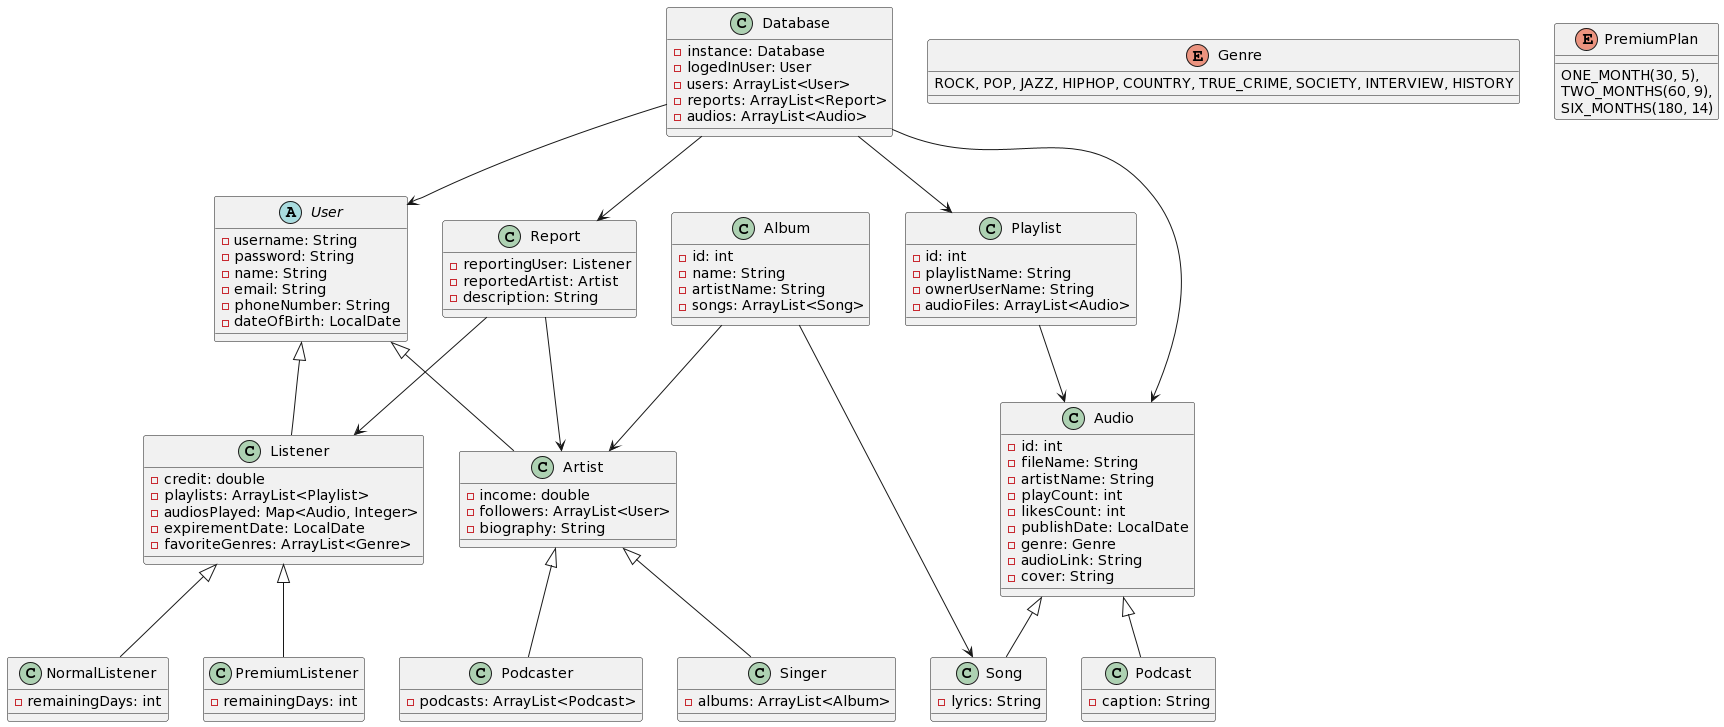 C Database
instance: Database
logedInUser: User
users: ArrayList<User>
reports: ArrayList<Report>
audios: ArrayList<Audio>
E Genre
ROCK, POP, JAZZ, HIPHOP, COUNTRY, TRUE_CRIME, SOCIETY, INTERVIEW, HISTORY
E PremiumPlan
ONE_MONTH(30, 5),
TWO_MONTHS(60, 9),
SIX_MONTHS(180, 14)
A User
username: String
password: String
name: String
email: String
phoneNumber: String
dateOfBirth: LocalDate
C Report
reportingUser: Listener
reportedArtist: Artist
description: String
C Album
id: int
name: String
artistName: String
songs: ArrayList<Song>
C Playlist
id: int
playlistName: String
ownerUserName: String
audioFiles: ArrayList<Audio>
C Listener
credit: double
playlists: ArrayList<Playlist>
audiosPlayed: Map<Audio, Integer>
expirementDate: LocalDate
favoriteGenres: ArrayList<Genre>
C Artist
income: double
followers: ArrayList<User>
biography: String
C Audio
id: int
fileName: String
artistName: String
playCount: int
likesCount: int
publishDate: LocalDate
genre: Genre
audioLink: String
cover: String
C NormalListener
remainingDays: int
C PremiumListener
remainingDays: int
C Podcaster
podcasts: ArrayList<Podcast>
C Singer
albums: ArrayList<Album>
C Song
lyrics: String
C Podcast
caption: String